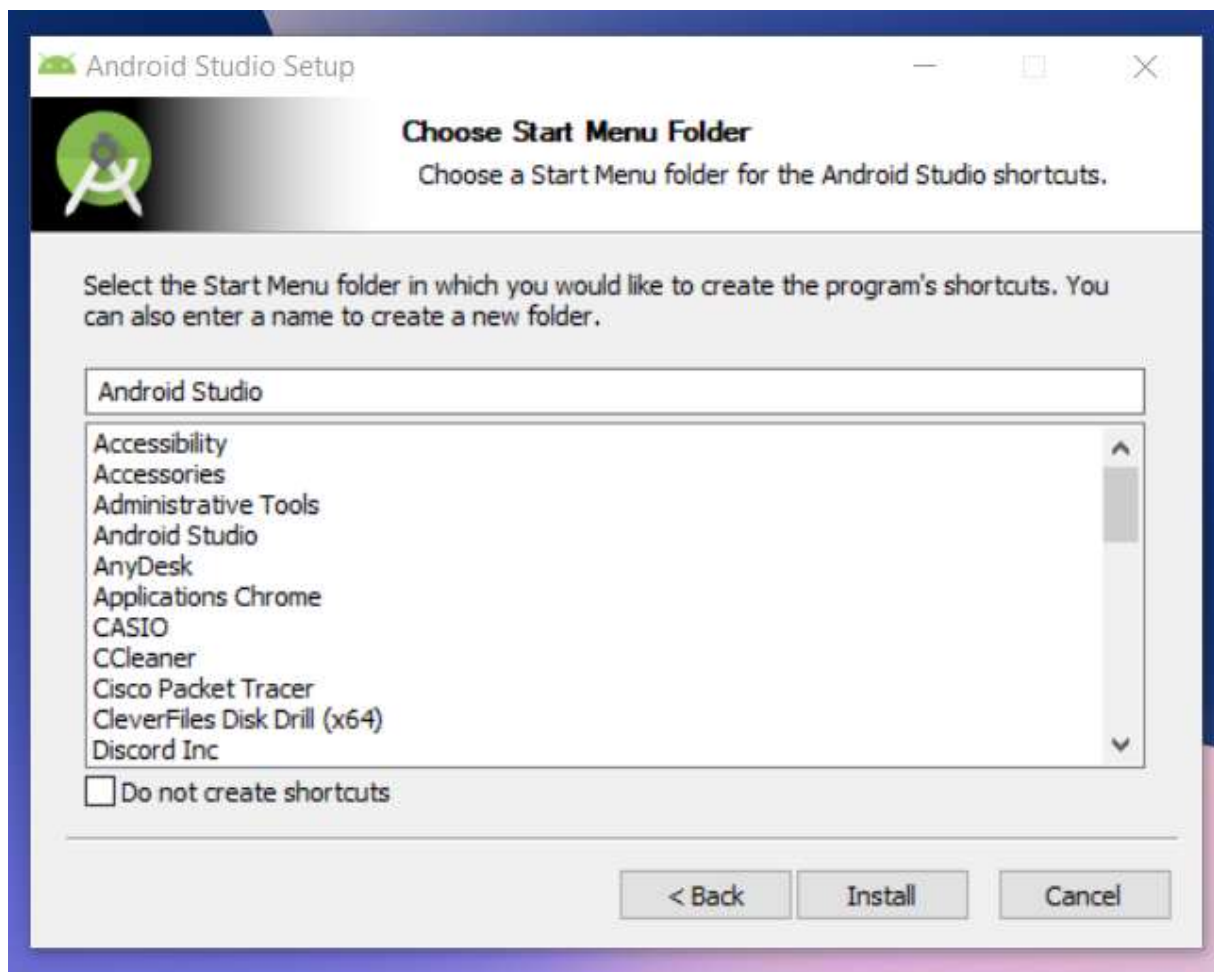 Android Studio Setup
Choose Start Menu Folder
Choose a Start Menu folder for the Android Studio shortcuts.
Select the Start Menu folder in which you would like to create the program's shortcuts. You
can also enter a name to create a new folder.
Android Studio
Accessibility
Accessories
Administrative Tools
Android Studio
AnyDesk
Applications Chrome
CASIO
CCleaner
Cisco Packet Tracer
CleverFiles Disk Drill (x64)
Discord Inc
Do not create shortcuts
< Back Install Cancel